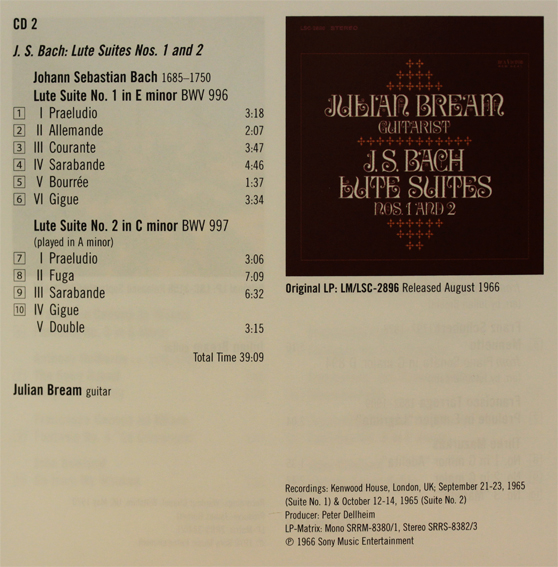 CD 2
J. S. Bach: Lute Suites Nos. 1 and 2
Johann Sebastian Bach 1685–1750
Lute Suite No. 1 in E minor BWV 996
1 I Praeludio 3:18
2 II Allemande 2:07
3 III Courante 3:47
4 IV Sarabande 4:46
5 V Bourrée 1:37
6 VI Gigue 3:34
Lute Suite No. 2 in C minor BWV 997
(played in A minor)
7 I Praeludio 3:06
8 II Fuga 7:09
9 III Sarabande 6:32
10 IV Gigue
V Double 3:15
Total Time 39:09
Julian Bream guitar
STEREO
JULIAN BREAM
GUITARIST
J.S. BACH
LUTE SUITES
NOS. 1 AND 2
Original LP: LM/LSC-2896 Released August 1966
Recordings: Kenwood House, London, UK; September 21-23, 1965
(Suite No. 1) & October 12-14, 1965 (Suite No. 2)
Producer: Peter Dellheim
LP-Matrix: Mono SRRM-8380/1, Stereo SRRS-8382/3
℗ 1966 Sony Music Entertainment